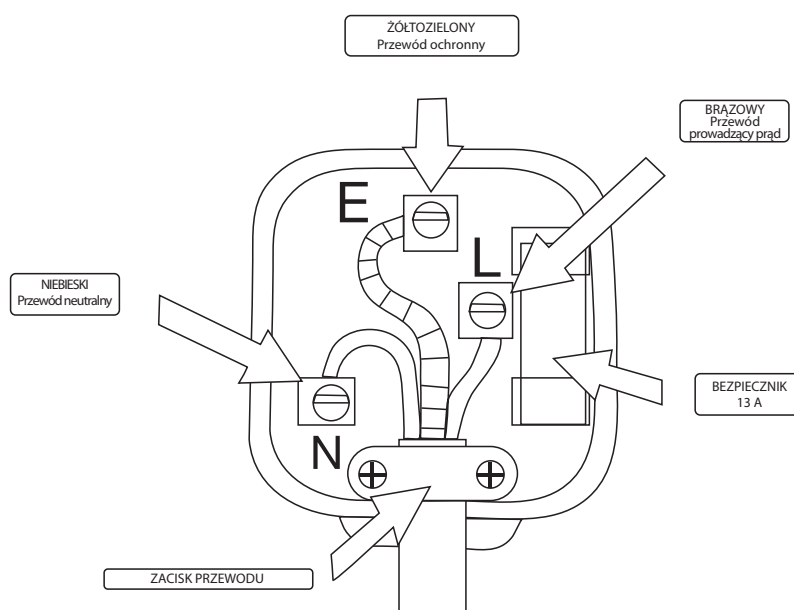 ŻÓŁTOZIELONY
Przewód ochronny
BRĄZOWY
Przewód
prowadzący prąd
E
L
NIEBIESKI
Przewód neutralny
BEZPIECZNIK
13 A
N
ZACISK PRZEWODU